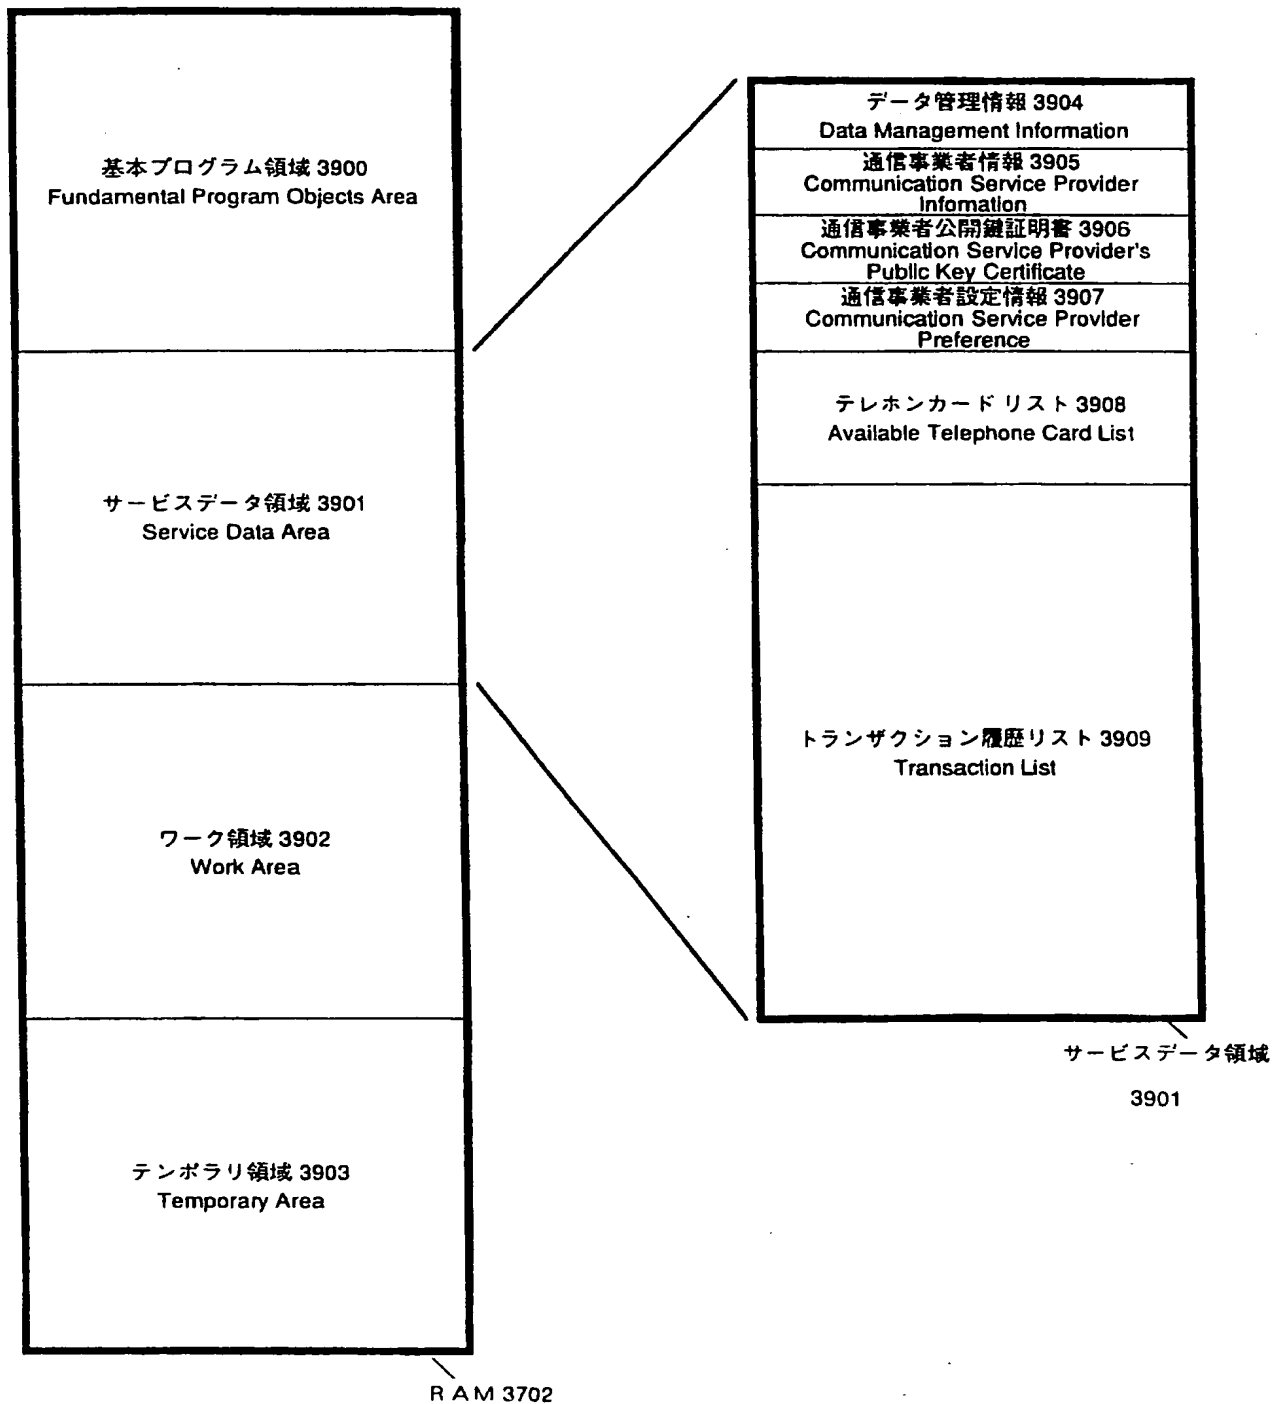 基本プログラム領域 3900
Fundamental Program Objects Area
サービスデータ領域 3901
Service Data Area
ワーク領域 3902
Work Area
テンポラリ領域 3903
Temporary Area
RAM 3702
データ管理情報 3904
Data Management Information
通信事業者情報 3905
Communication Service Provider
Infomation
通信事業者公開鍵証明書 3906
Communication Service Provider's
Public Key Certificate
通信事業者設定情報 3907
Communication Service Provider
Preference
テレホンカード リスト 3908
Available Telephone Card List
トランザクション履歴リスト 3909
Transaction List
サービスデータ領域
3901